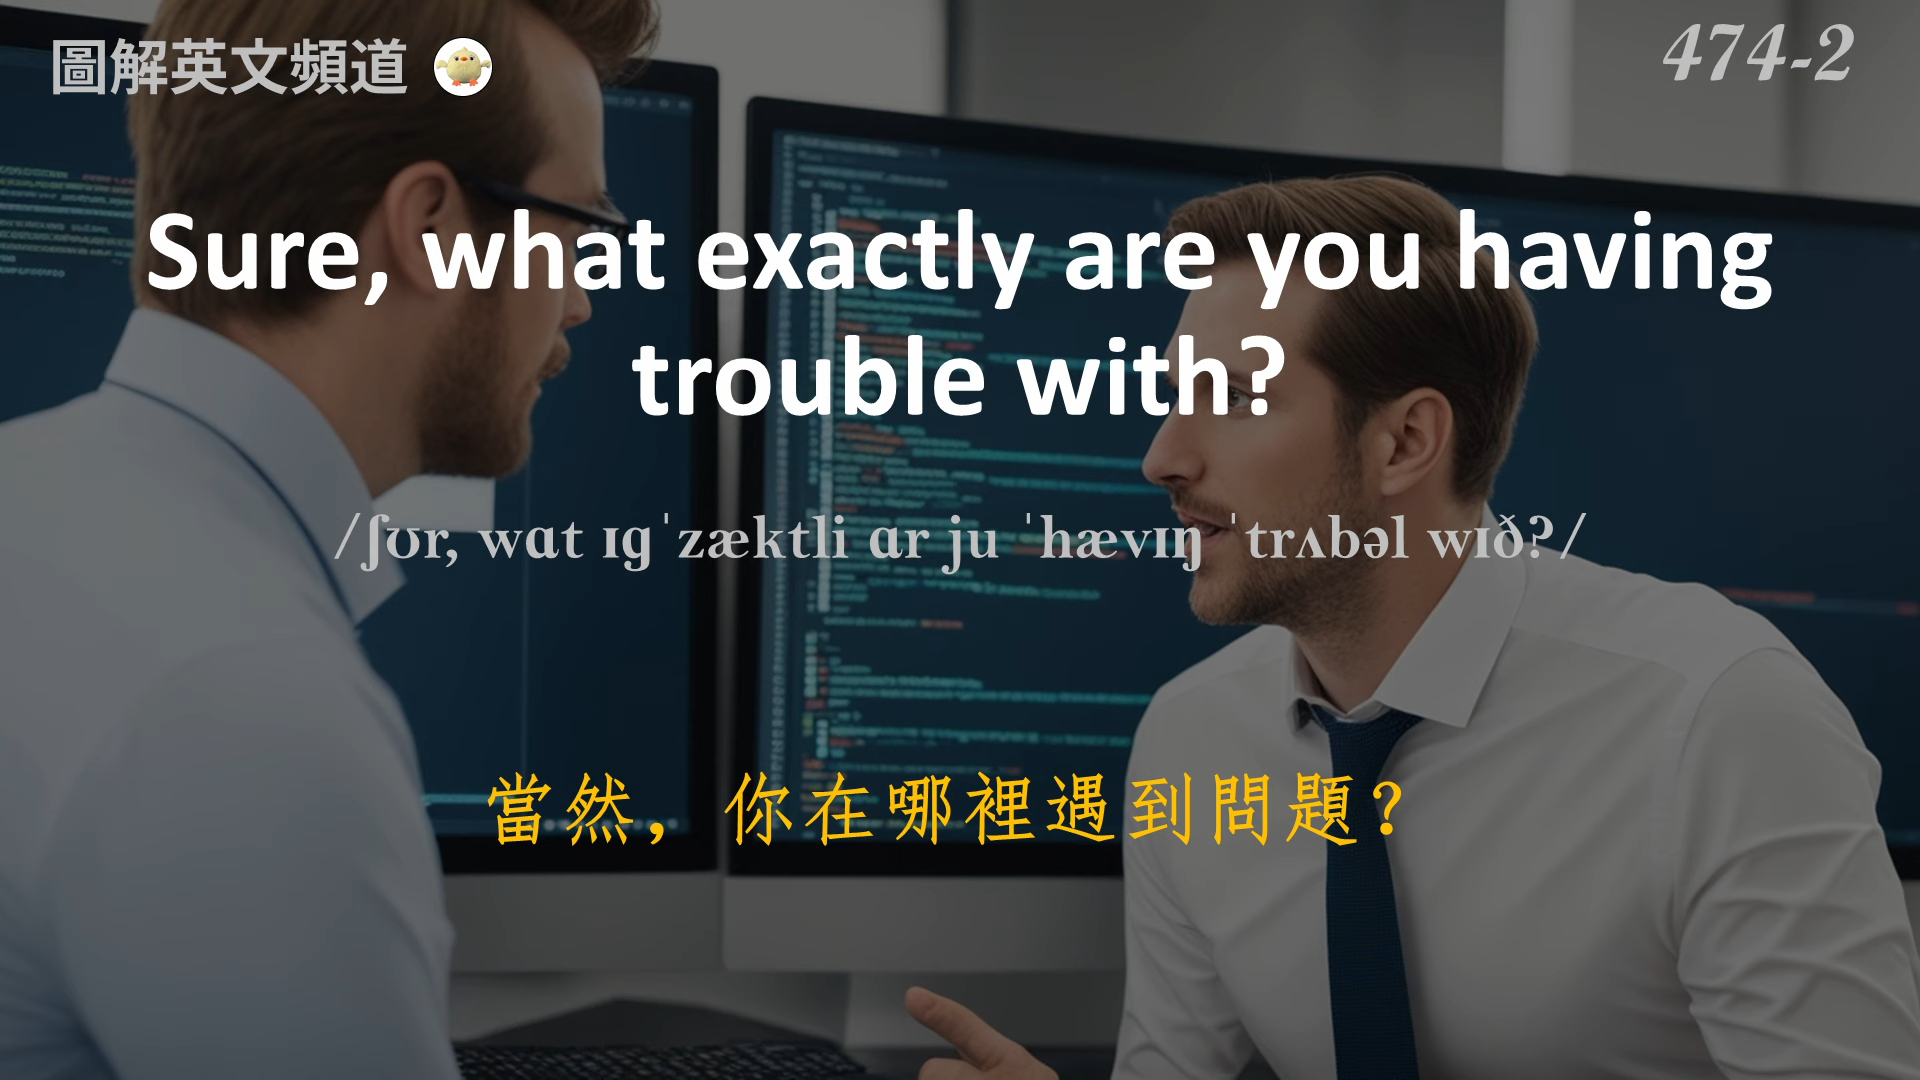 圖解英文頻道
474-2
Sure, what exactly are you having
trouble with?
/ʃʊr, wɑt ɪɡˈzæktli ɑr ju ˈhævɪŋ ˈtrʌbəl wɪð?/
當然，你在哪裡遇到問題？